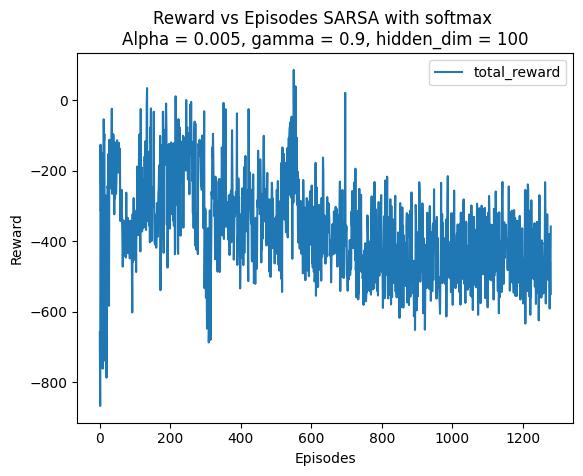 Reward vs Episodes SARSA with softmax
Alpha = 0.005, gamma = 0.9, hidden_dim = 100
total_reward
0
−200
−400
−600
−800
Reward
0 200 400 600 800 1000 1200
Episodes